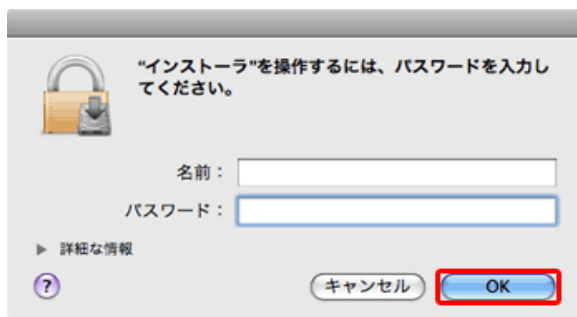 “インストーラ”を操作するには、パスワードを入力し
てください。
名前：
パスワード：
▶ 詳細な情報
?
キャンセル
OK